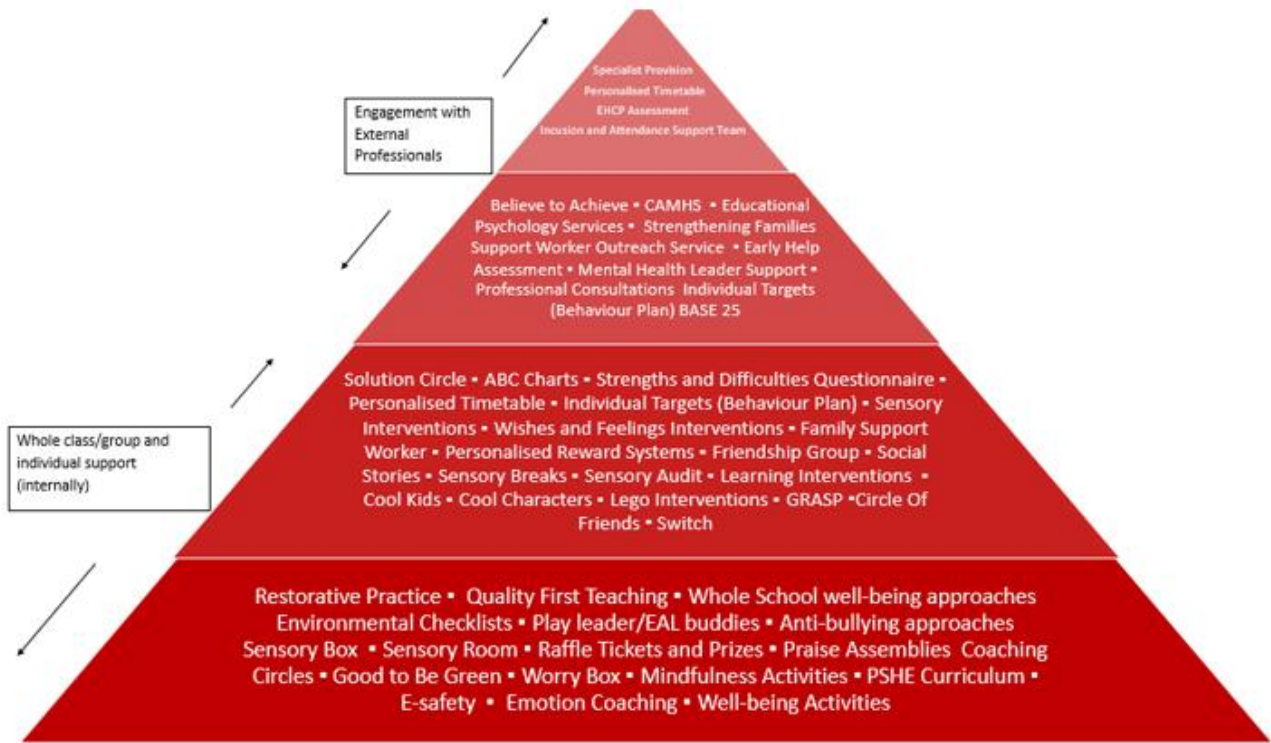 Specialist Provision
Personalised Timetable
EHCP Assessment
Incusion and Attendance Support Team
Engagement with
External
Professionals
Believe to Achieve ▪ CAMHS ▪ Educational
Psychology Services ▪ Strengthening Families
Support Worker Outreach Service ▪ Early Help
Assessment ▪ Mental Health Leader Support ▪
Professional Consultations Individual Targets
(Behaviour Plan) BASE 25
Solution Circle ▪ ABC Charts ▪ Strengths and Difficulties Questionnaire ▪
Personalised Timetable ▪ Individual Targets (Behaviour Plan) ▪ Sensory
Interventions ▪ Wishes and Feelings Interventions ▪ Family Support
Worker ▪ Personalised Reward Systems ▪ Friendship Group ▪ Social
Stories ▪ Sensory Breaks ▪ Sensory Audit ▪ Learning Interventions ▪
Cool Kids ▪ Cool Characters ▪ Lego Interventions ▪ GRASP ▪Circle Of
Friends ▪ Switch
Whole class/group and
individual support
(internally)
Restorative Practice ▪ Quality First Teaching ▪ Whole School well-being approaches
Environmental Checklists ▪ Play leader/EAL buddies ▪ Anti-bullying approaches
Sensory Box ▪ Sensory Room ▪ Raffle Tickets and Prizes ▪ Praise Assemblies Coaching
Circles ▪ Good to Be Green ▪ Worry Box ▪ Mindfulness Activities ▪ PSHE Curriculum ▪
E-safety ▪ Emotion Coaching ▪ Well-being Activities